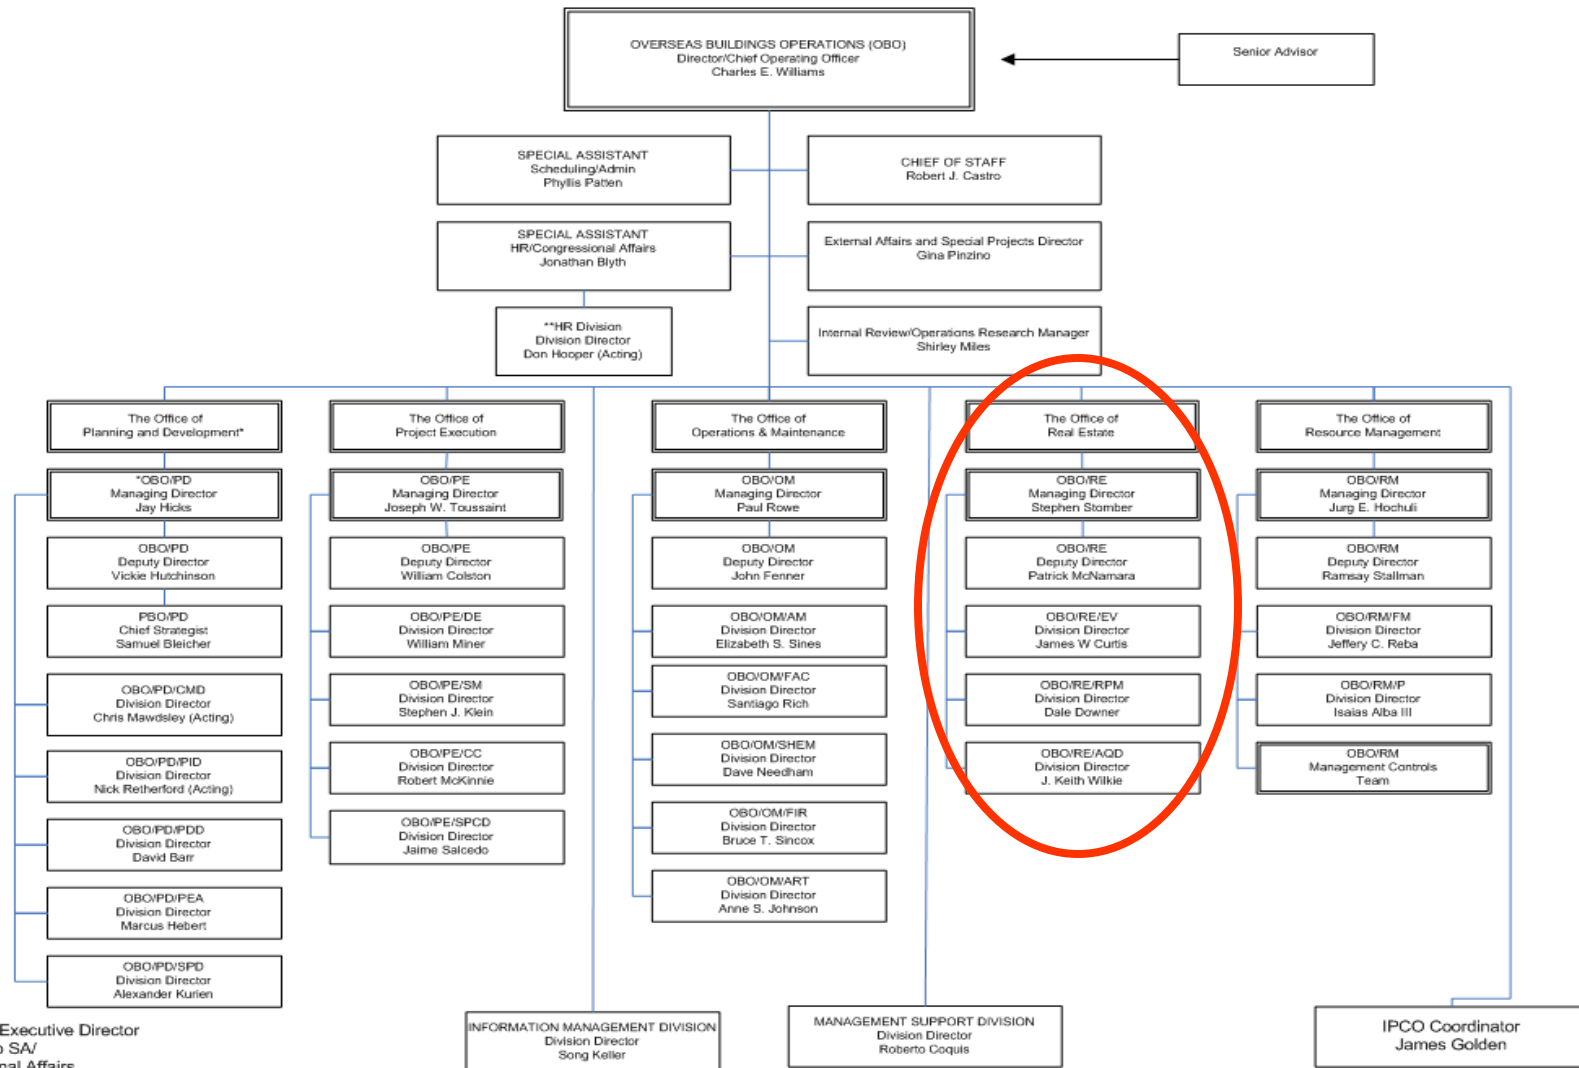 OVERSEAS BUILDINGS OPERATIONS (OBO)
Director/Chief Operating Officer
Charles E. Williams
Senior Advisor
SPECIAL ASSISTANT
Scheduling/Admin
Phyllis Patten
CHIEF OF STAFF
Robert J. Castro
SPECIAL ASSISTANT
HR/Congressional Affairs
Jonathan Blyth
External Affairs and Special Projects Director
Gina Pinzino
**HR Division
Division Director
Don Hooper (Acting)
Internal Review/Operations Research Manager
Shirley Miles
The Office of
Planning and Development*
*OBO/PD
Managing Director
Jay Hicks
OBO/PD
Deputy Director
Vickie Hutchinson
PBO/PD
Chief Strategist
Samuel Bleicher
OBO/PD/CMD
Division Director
Chris Mawdsley (Acting)
OBO/PD/PID
Division Director
Nick Retherford (Acting)
OBO/PD/PDD
Division Director
David Barr
OBO/PD/PEA
Division Director
Marcus Hebert
OBO/PD/SPD
Division Director
Alexander Kurien
The Office of
Project Execution
OBO/PE
Managing Director
Joseph W. Toussaint
OBO/PE
Deputy Director
William Colston
OBO/PE/DE
Division Director
William Miner
OBO/PE/SM
Division Director
Stephen J. Klein
OBO/PE/CC
Division Director
Robert McKinnie
OBO/PE/SPCD
Division Director
Jaime Salcedo
The Office of
Operations & Maintenance
OBO/OM
Managing Director
Paul Rowe
OBO/OM
Deputy Director
John Fenner
OBO/OM/AM
Division Director
Elizabeth S. Sines
OBO/OM/FAC
Division Director
Santiago Rich
OBO/OM/SHEM
Division Director
Dave Needham
OBO/OM/FIR
Division Director
Bruce T. Sincox
OBO/OM/ART
Division Director
Anne S. Johnson
The Office of
Real Estate
OBO/RE
Managing Director
Stephen Stomber
OBO/RE
Deputy Director
Patrick McNamara
OBO/RE/EV
Division Director
James W Curtis
OBO/RE/RPM
Division Director
Dale Downer
OBO/RE/AQD
Division Director
J. Keith Wilkie
The Office of
Resource Management
OBO/RM
Managing Director
Jurg E. Hochuli
OBO/RM
Deputy Director
Ramsay Stallman
OBO/RM/FM
Division Director
Jeffery C. Reba
OBO/RM/P
Division Director
Isaias Alba III
OBO/RM
Management Controls
Team
Executive Director
SA/
Affairs
INFORMATION MANAGEMENT DIVISION
Division Director
Song Keller
MANAGEMENT SUPPORT DIVISION
Division Director
Roberto Coquis
IPCO Coordinator
James Golden